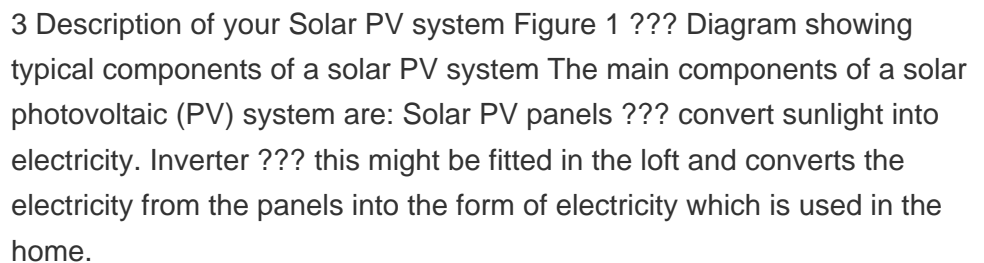 3 Description of your Solar PV system Figure 1 ??? Diagram showing
typical components of a solar PV system The main components of a solar
photovoltaic (PV) system are: Solar PV panels ??? convert sunlight into
electricity. Inverter ??? this might be fitted in the loft and converts the
electricity from the panels into the form of electricity which is used in the
home.